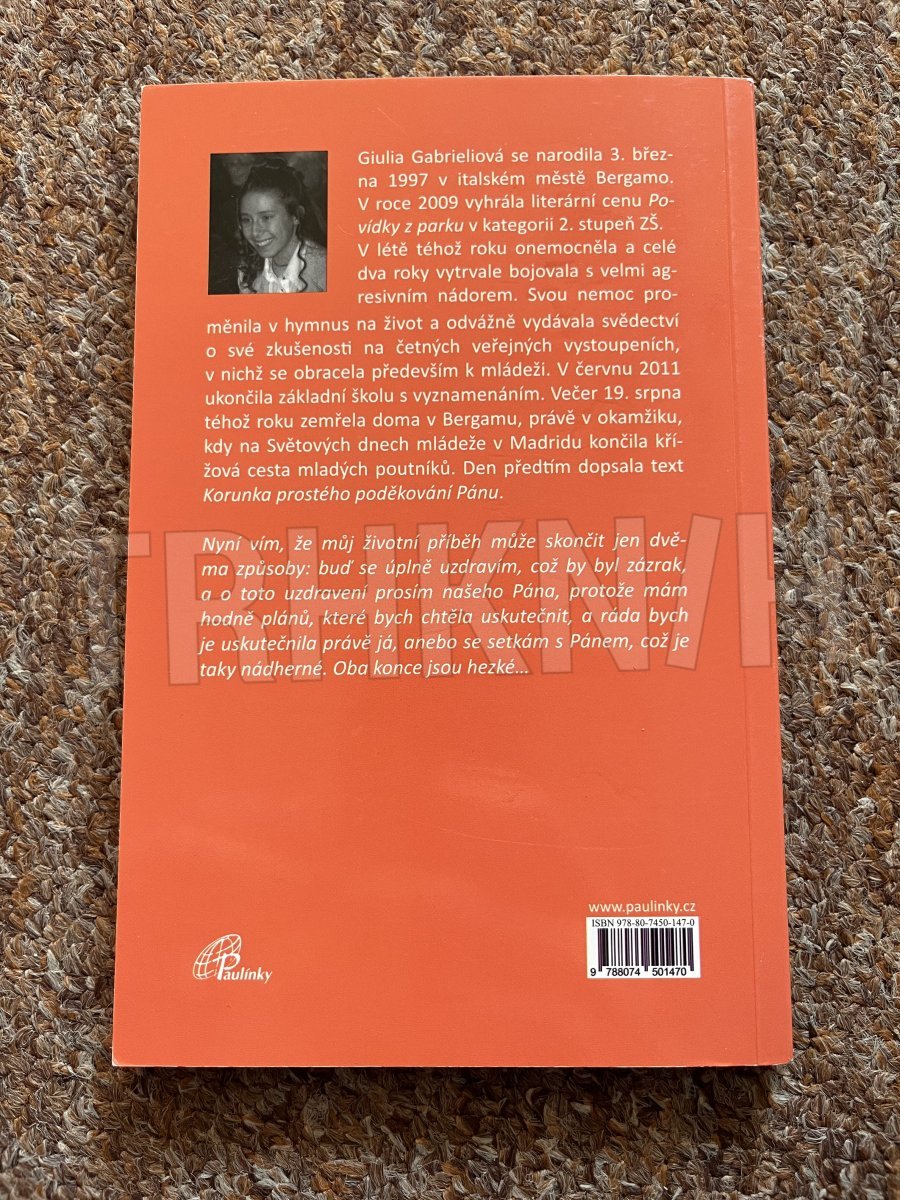 Giulia Gabrieliová se narodila 3. břez-
na 1997 v italském městě Bergamo.
V roce 2009 vyhrála literární cenu Po-
vídky z parku v kategorii 2. stupeň ZŠ.
V létě téhož roku onemocněla a celé
dva roky vytrvale bojovala s velmi ag-
resivním nádorem. Svou nemoc pro-
měnila v hymnus na život a odvážně vydávala svědectví
o své zkušenosti na četných veřejných vystoupeních,
v nichž se obracela především k mládeži. V červnu 2011
ukončila základní školu s vyznamenáním. Večer 19. srpna
téhož roku zemřela doma v Bergamu, právě v okamžiku,
kdy na Světových dnech mládeže v Madridu končila kří-
žová cesta mladých poutníků. Den předtím dopsala text
Korunka prostého poděkování Pánu.
Nyní vím, že můj životní příběh může skončit jen dvě-
ma způsoby: buď se úplně uzdravím, což by byl zázrak,
a o toto uzdravení prosím našeho Pána, protože mám
hodně plánů, které bych chtěla uskutečnit, a ráda bych
je uskutečnila právě já, anebo se setkám s Pánem, což je
taky nádherné. Oba konce jsou hezké...
TRHKNIH
www.paulinky.cz
ISBN 978-80-7450-147-0
9 788074 501470
Paulínky